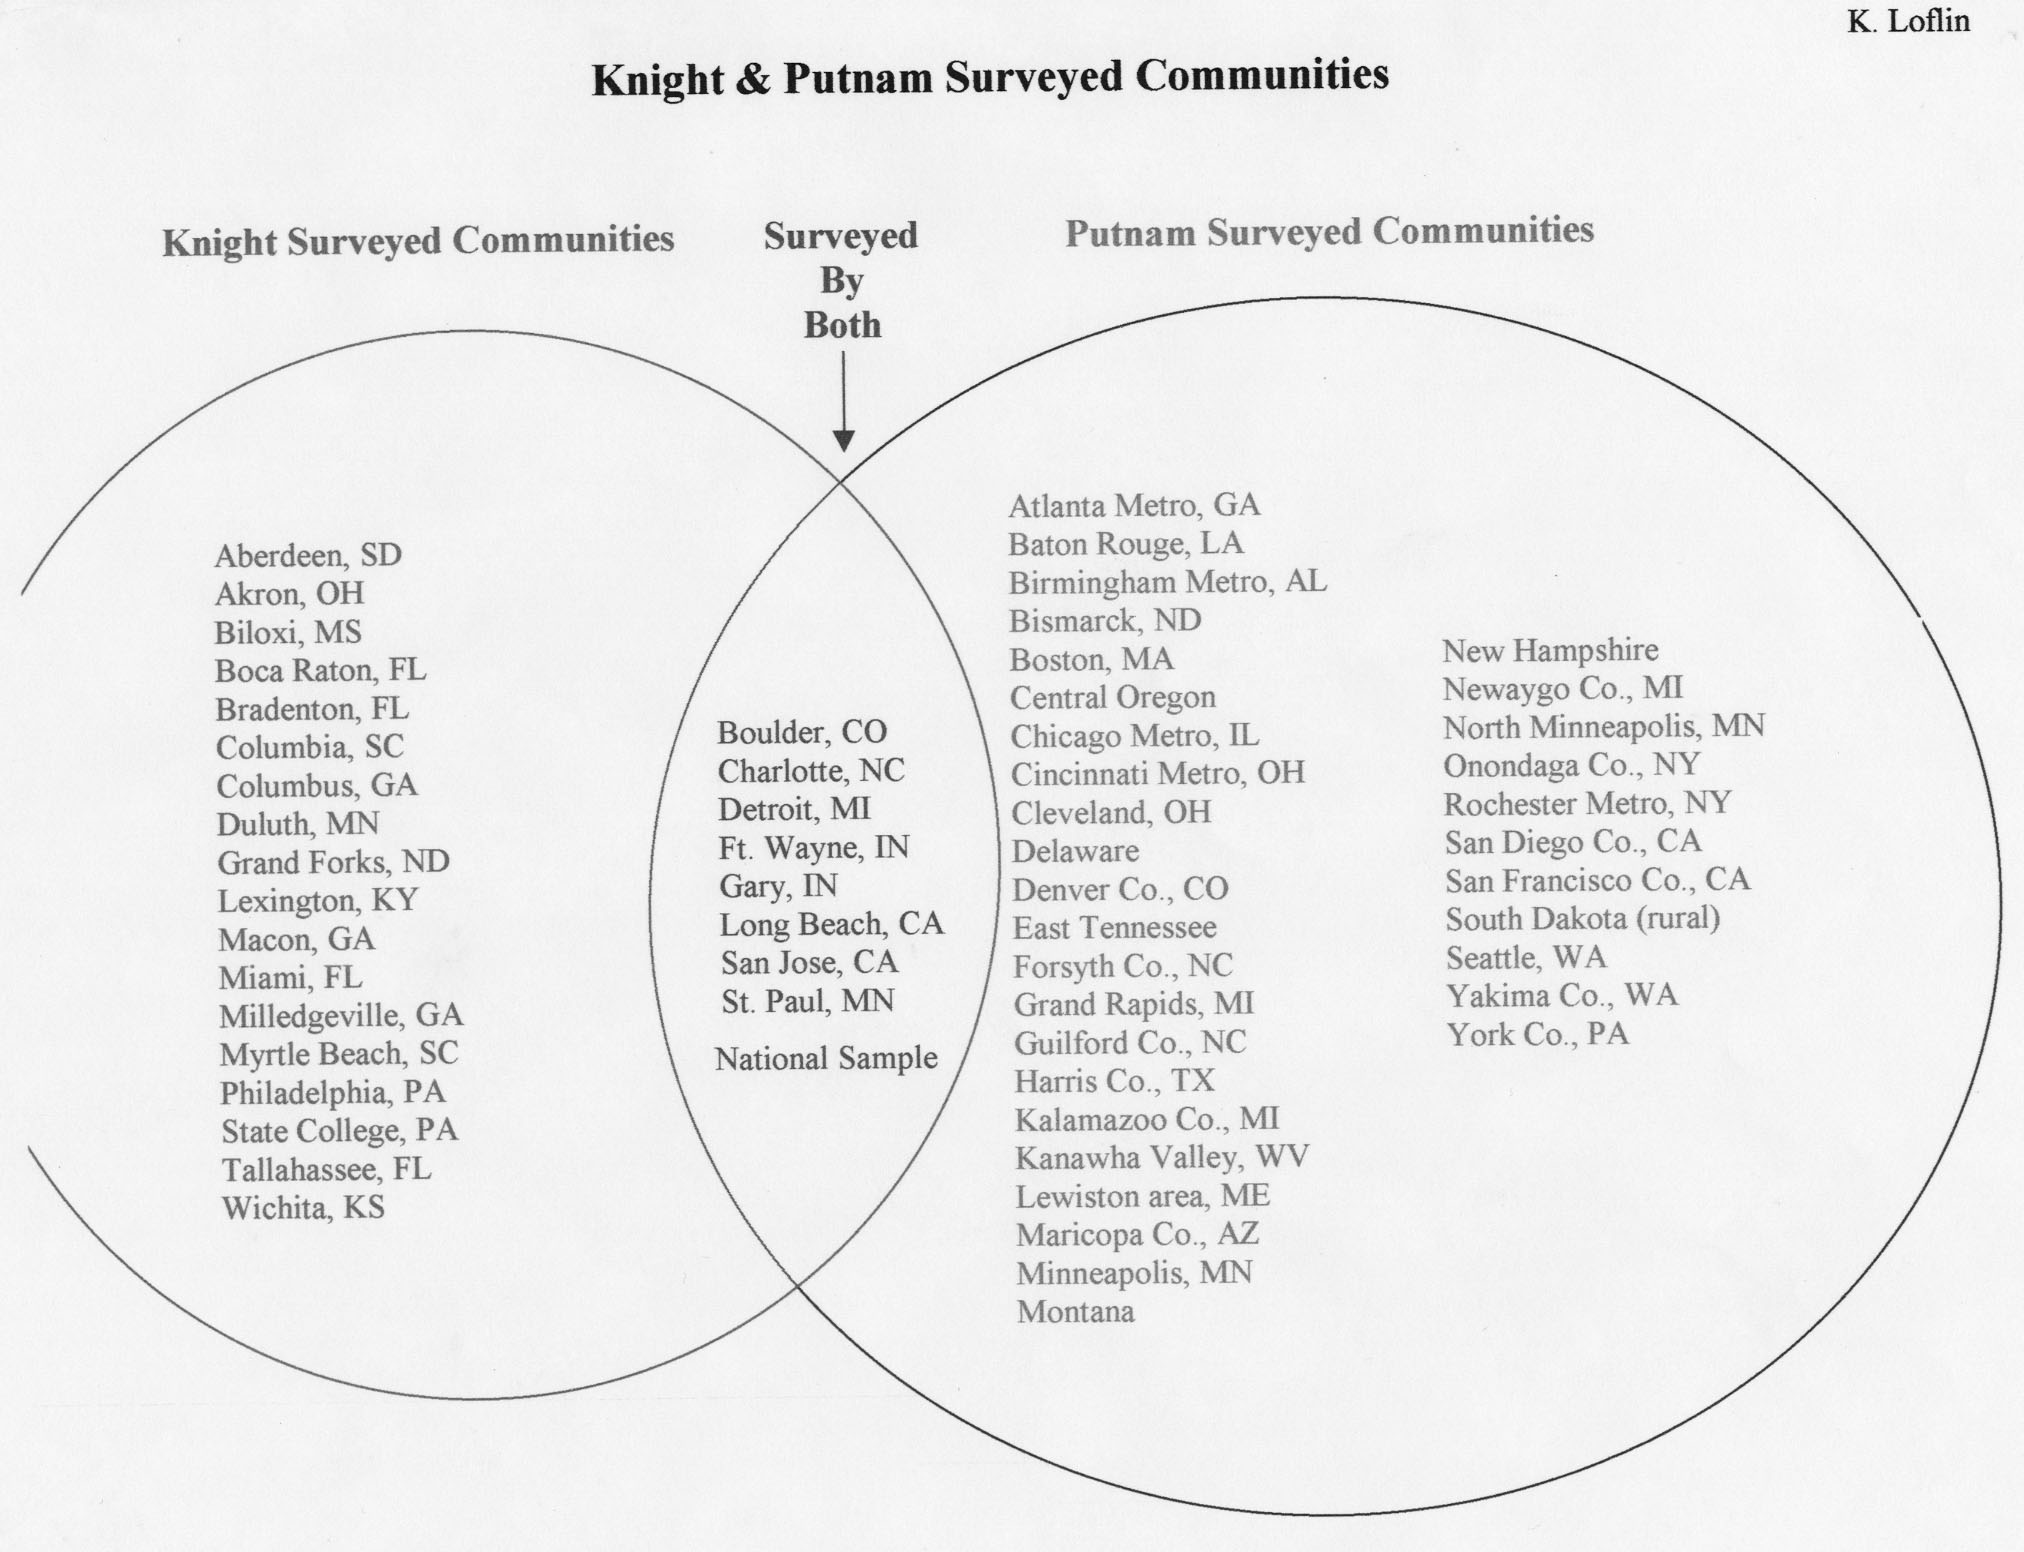 K. Loflin
Knight & Putnam Surveyed Communities
Knight Surveyed Communities
Surveyed
By
Both
Putnam Surveyed Communities
Aberdeen, SD
Akron, OH
Biloxi, MS
Boca Raton, FL
Bradenton, FL
Columbia, SC
Columbus, GA
Duluth, MN
Grand Forks, ND
Lexington, KY
Macon, GA
Miami, FL
Milledgeville, GA
Myrtle Beach, SC
Philadelphia, PA
State College, PA
Tallahassee, FL
Wichita, KS
Boulder, CO
Charlotte, NC
Detroit, MI
Ft. Wayne, IN
Gary, IN
Long Beach, CA
San Jose, CA
St. Paul, MN
National Sample
Atlanta Metro, GA
Baton Rouge, LA
Birmingham Metro, AL
Bismarck, ND
Boston, MA
Central Oregon
Chicago Metro, IL
Cincinnati Metro, OH
Cleveland, OH
Delaware
Denver Co., CO
East Tennessee
Forsyth Co., NC
Grand Rapids, MI
Guilford Co., NC
Harris Co., TX
Kalamazoo Co., MI
Kanawha Valley, WV
Lewiston area, ME
Maricopa Co., AZ
Minneapolis, MN
Montana
New Hampshire
Newaygo Co., MI
North Minneapolis, MN
Onondaga Co., NY
Rochester Metro, NY
San Diego Co., CA
San Francisco Co., CA
South Dakota (rural)
Seattle, WA
Yakima Co., WA
York Co., PA